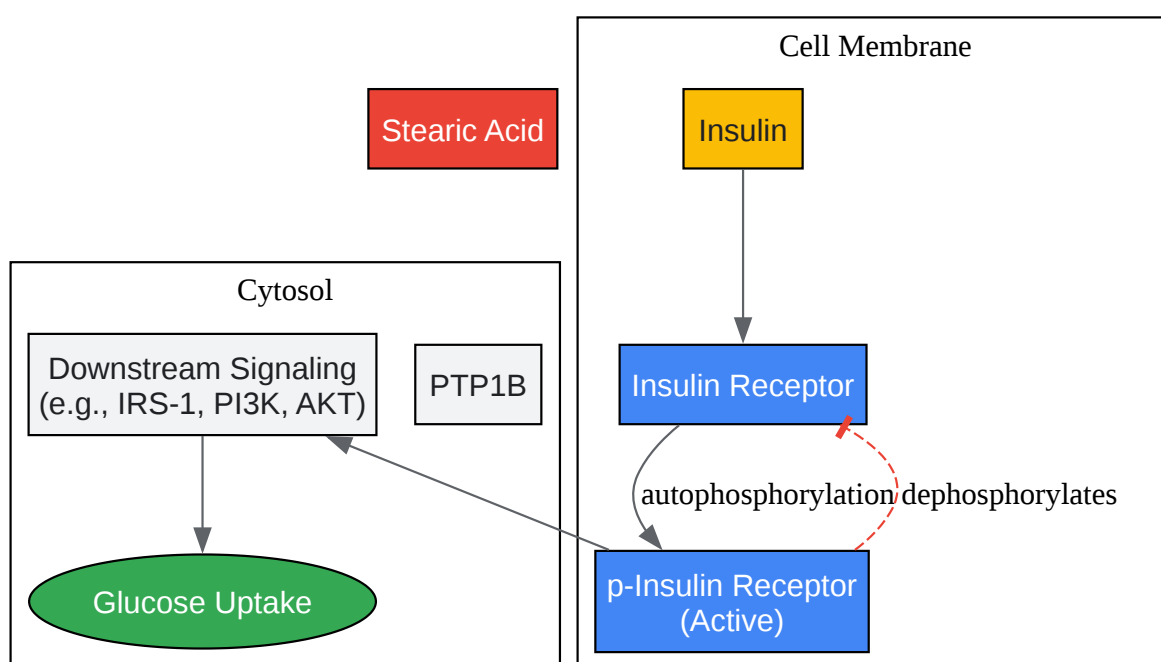 Cell Membrane
Stearic Acid
Insulin
Cytosol
Downstream Signaling
(e.g., IRS-1, PI3K, AKT)
PTP1B
Insulin Receptor
autophosphorylation
dephosphorylates
p-Insulin Receptor
(Active)
Glucose Uptake